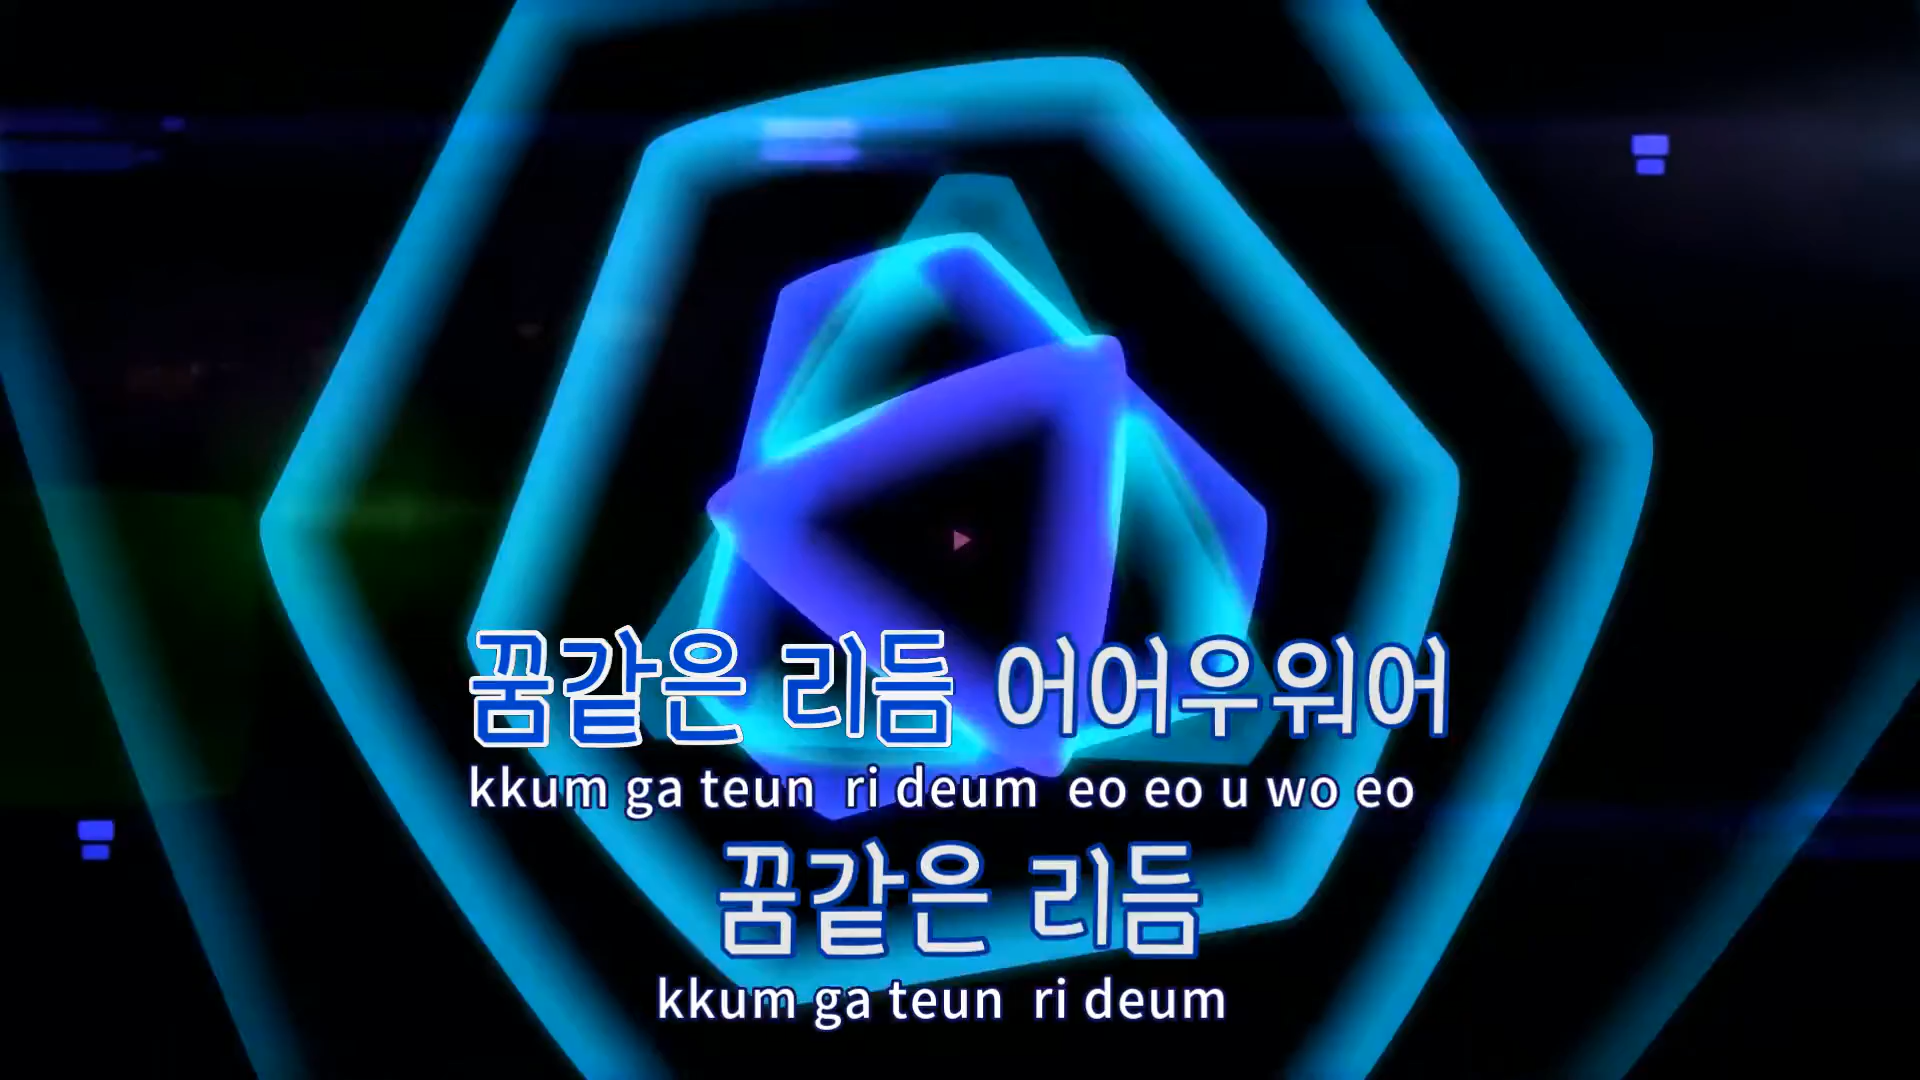 꿈같은 리듬 어어우워어
kkum ga teun ri deum eo eo u wo eo
꿈같은 리듬
kkum ga teun ri deum